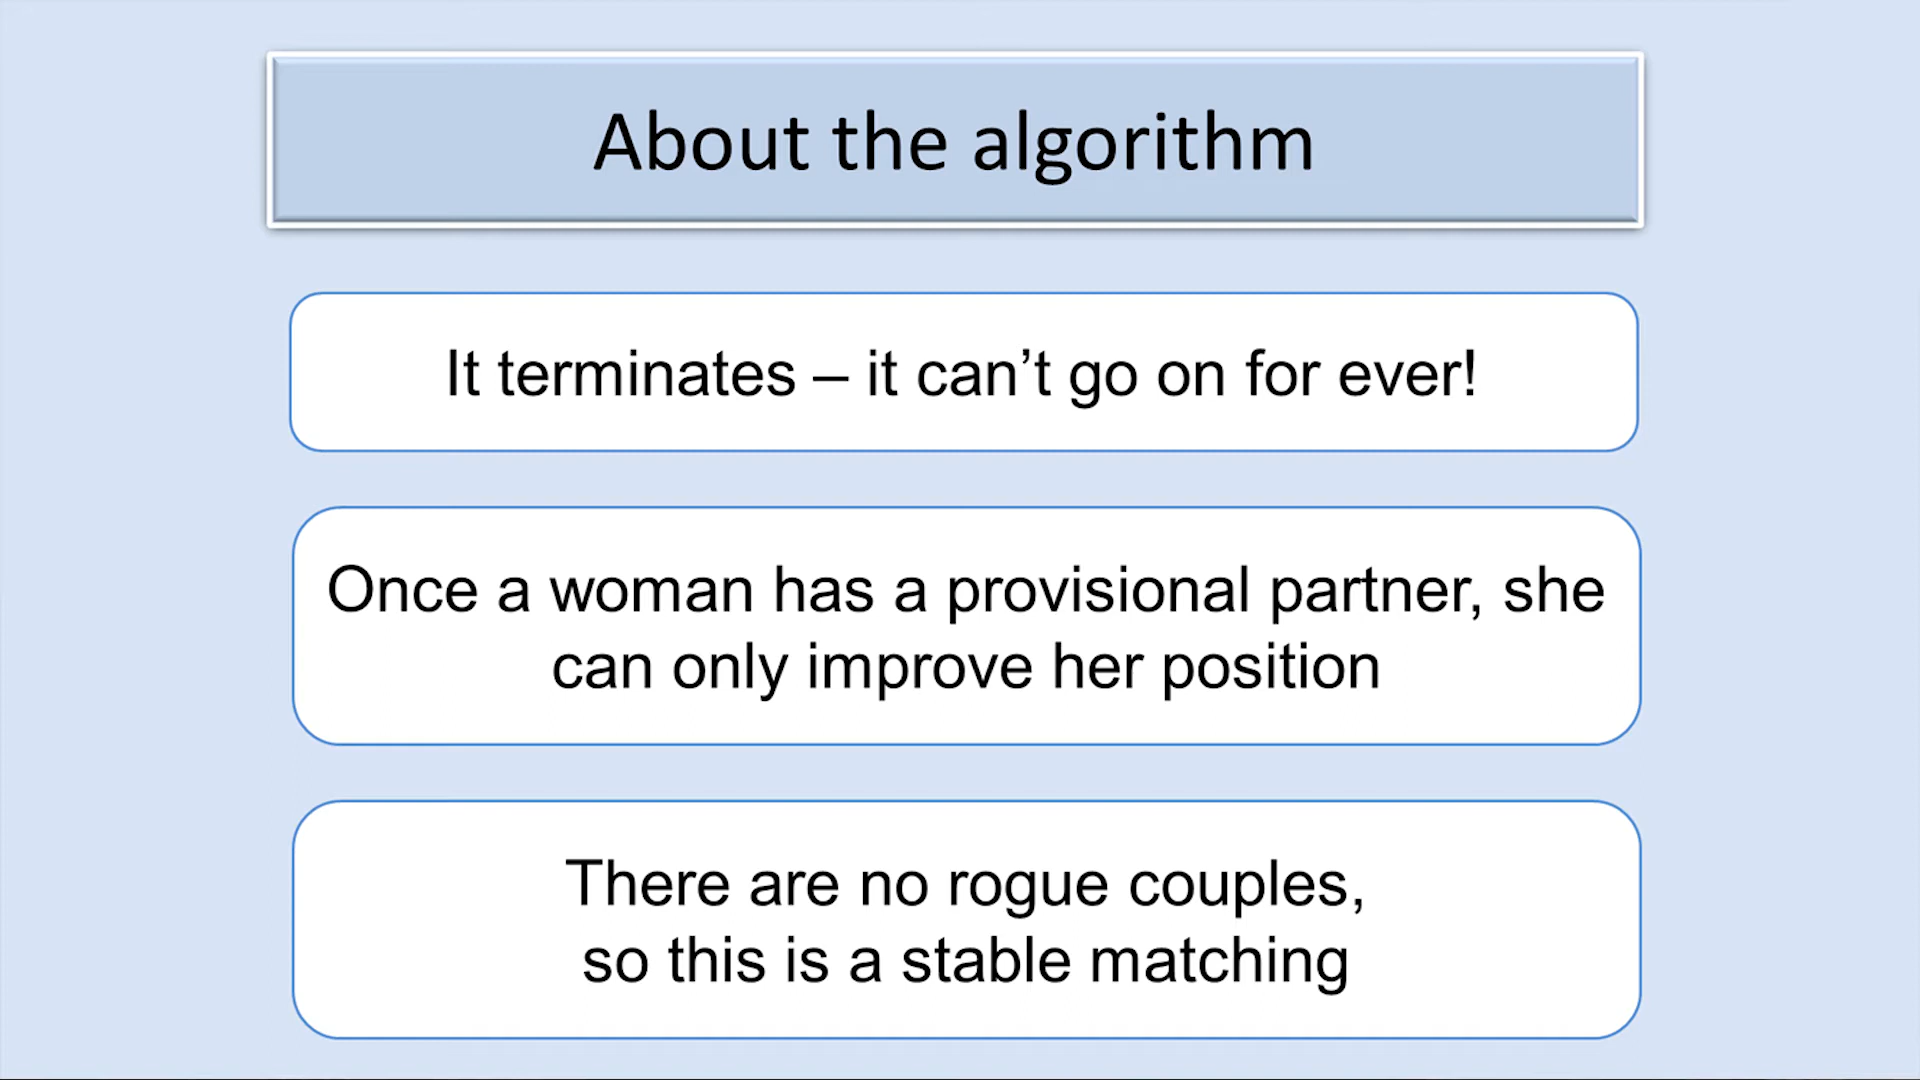 About the algorithm
It terminates – it can’t go on for ever!
Once a woman has a provisional partner, she
can only improve her position
There are no rogue couples,
so this is a stable matching